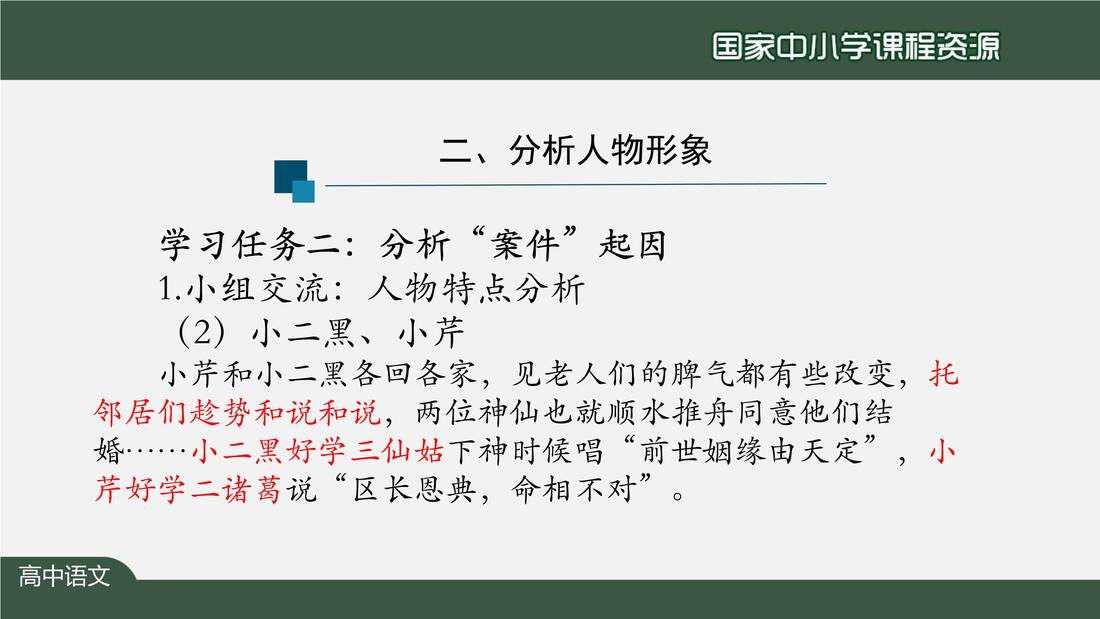 国家中小学课程资源
二、分析人物形象
学习任务二：分析“案件”起因
1.小组交流：人物特点分析
（2）小二黑、小芹
小芹和小二黑各回各家，见老人们的脾气都有些改变，托
邻居们趁势和说和说，两位神仙也就顺水推舟同意他们结
婚……小二黑好学三仙姑下神时候唱“前世姻缘由天定”，小
芹好学二诸葛说“区长恩典，命相不对”。
高中语文